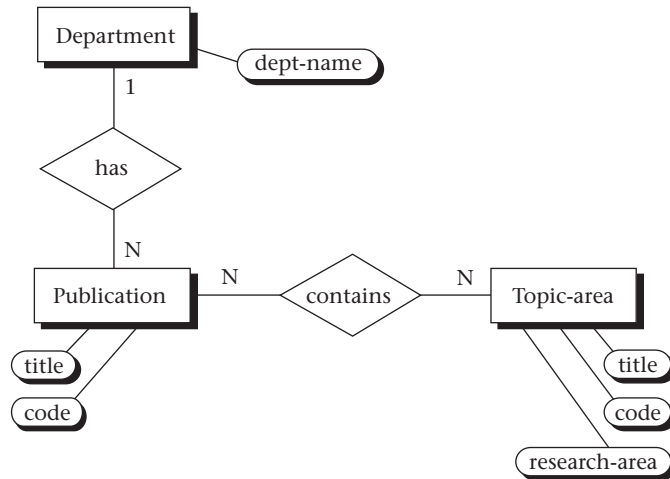 Department
dept-name
1
has
N
Publication
N
contains
N
Topic-area
title
code
title
code
research-area